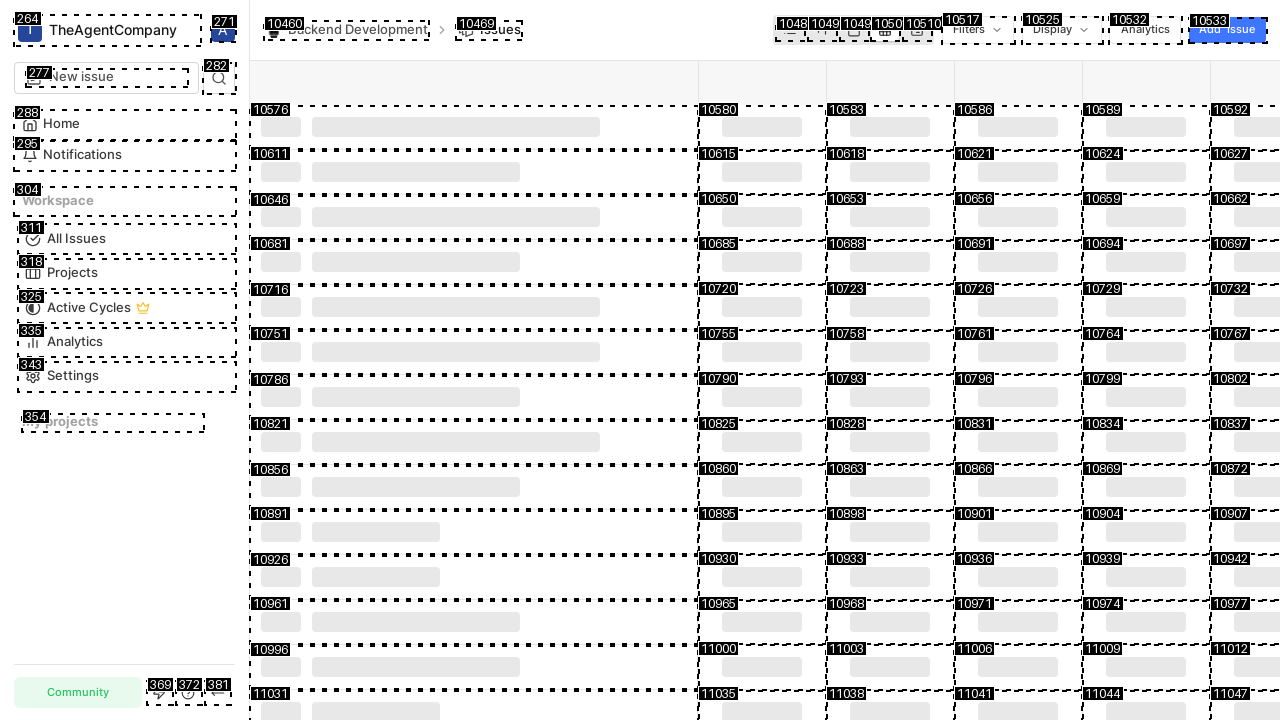 264
T
TheAgentCompany
271
277
New issue
282
288
Home
295
Notifications
304
Workspace
311
All Issues
318
Projects
325
Active Cycles
335
Analytics
343
Settings
354
My projects
Community
369
372
381
10460
Backend Development
10469
Issues
10510
10517
Filters
10525
Display
10532
Analytics
10533
Add Issue
10576 10580 10583 10586 10589 10592
10611 10615 10618 10621 10624 10627
10646 10650 10653 10656 10659 10662
10681 10685 10688 10691 10694 10697
10716 10720 10723 10726 10729 10732
10751 10755 10758 10761 10764 10767
10786 10790 10793 10796 10799 10802
10821 10825 10828 10831 10834 10837
10856 10860 10863 10866 10869 10872
10891 10895 10898 10901 10904 10907
10926 10930 10933 10936 10939 10942
10961 10965 10968 10971 10974 10977
10996 11000 11003 11006 11009 11012
11031 11035 11038 11041 11044 11047